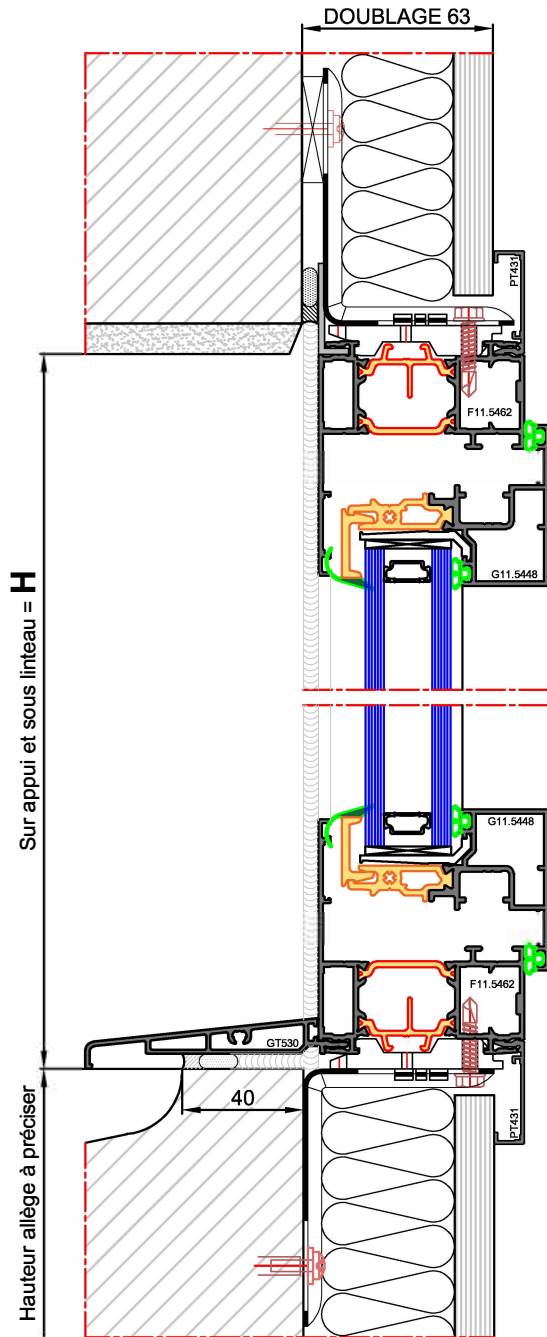 DOUBLAGE 63
PT431
F11.5462
G11.5448
Sur appui et sous linteau = H
G11.5448
F11.5462
GT530
PT431
40
Hauteur allège à préciser